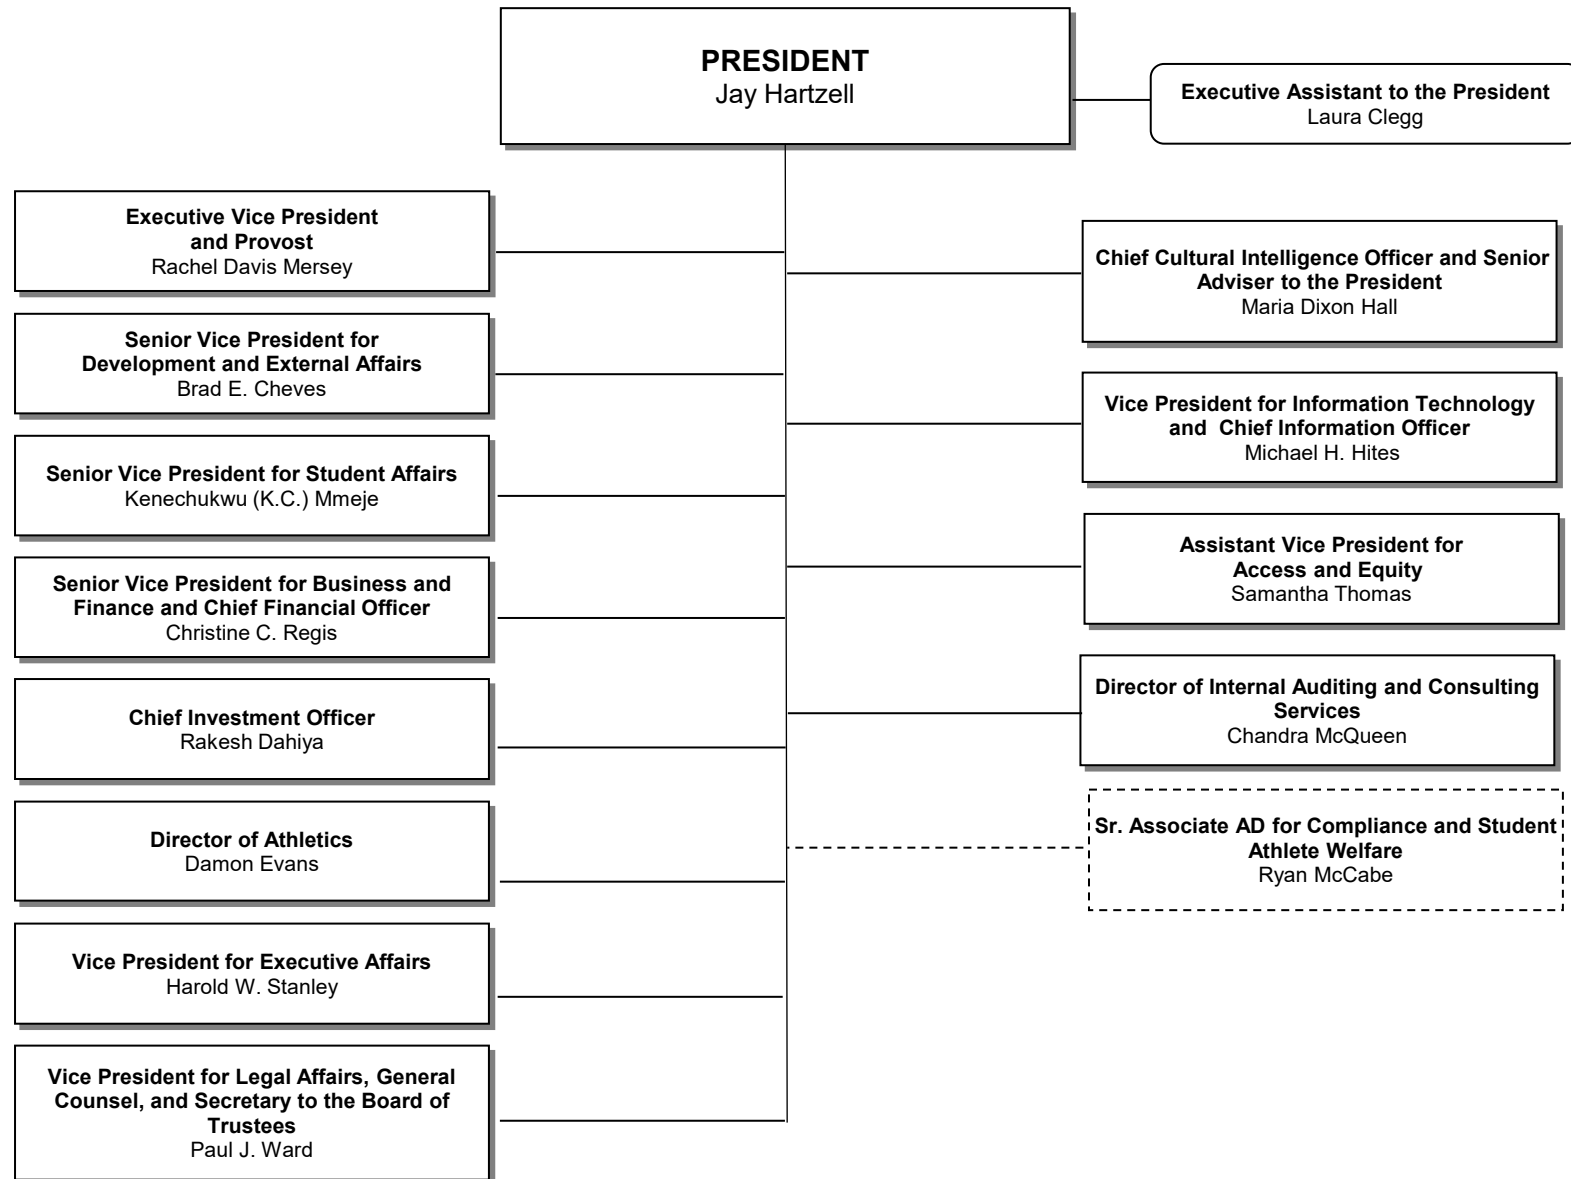 PRESIDENT
Jay Hartzell
Executive Assistant to the President
Laura Clegg
Executive Vice President
and Provost
Rachel Davis Mersey
Senior Vice President for
Development and External Affairs
Brad E. Cheves
Senior Vice President for Student Affairs
Kenechukwu (K.C.) Mmeje
Senior Vice President for Business and
Finance and Chief Financial Officer
Christine C. Regis
Chief Investment Officer
Rakesh Dahiya
Director of Athletics
Damon Evans
Vice President for Executive Affairs
Harold W. Stanley
Vice President for Legal Affairs, General
Counsel, and Secretary to the Board of
Trustees
Paul J. Ward
Chief Cultural Intelligence Officer and Senior
Adviser to the President
Maria Dixon Hall
Vice President for Information Technology
and  Chief Information Officer
Michael H. Hites
Assistant Vice President for
Access and Equity
Samantha Thomas
Director of Internal Auditing and Consulting
Services
Chandra McQueen
Sr. Associate AD for Compliance and Student
Athlete Welfare
Ryan McCabe